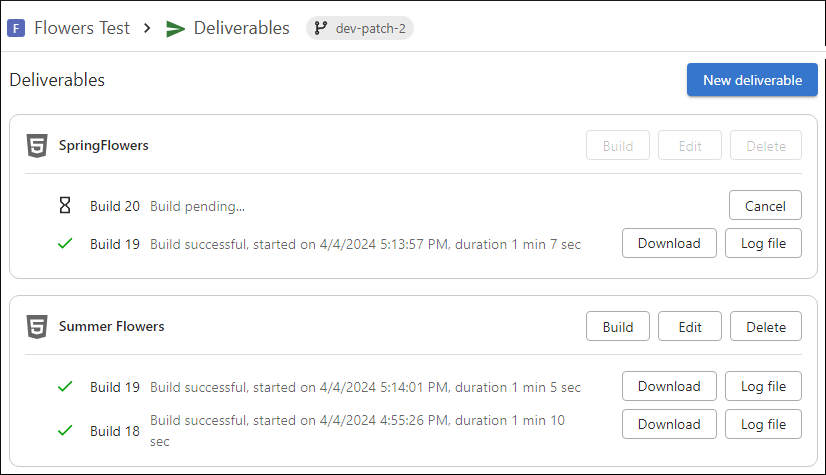 F Flowers Test > Deliverables dev-patch-2
Deliverables New deliverable
5 SpringFlowers Build Edit Delete
Build 20 Build pending... Cancel
Build 19 Build successful, started on 4/4/2024 5:13:57 PM, duration 1 min 7 sec Download Log file
5 Summer Flowers Build Edit Delete
Build 19 Build successful, started on 4/4/2024 5:14:01 PM, duration 1 min 5 sec Download Log file
Build 18 Build successful, started on 4/4/2024 4:55:26 PM, duration 1 min 10 Download Log file
sec